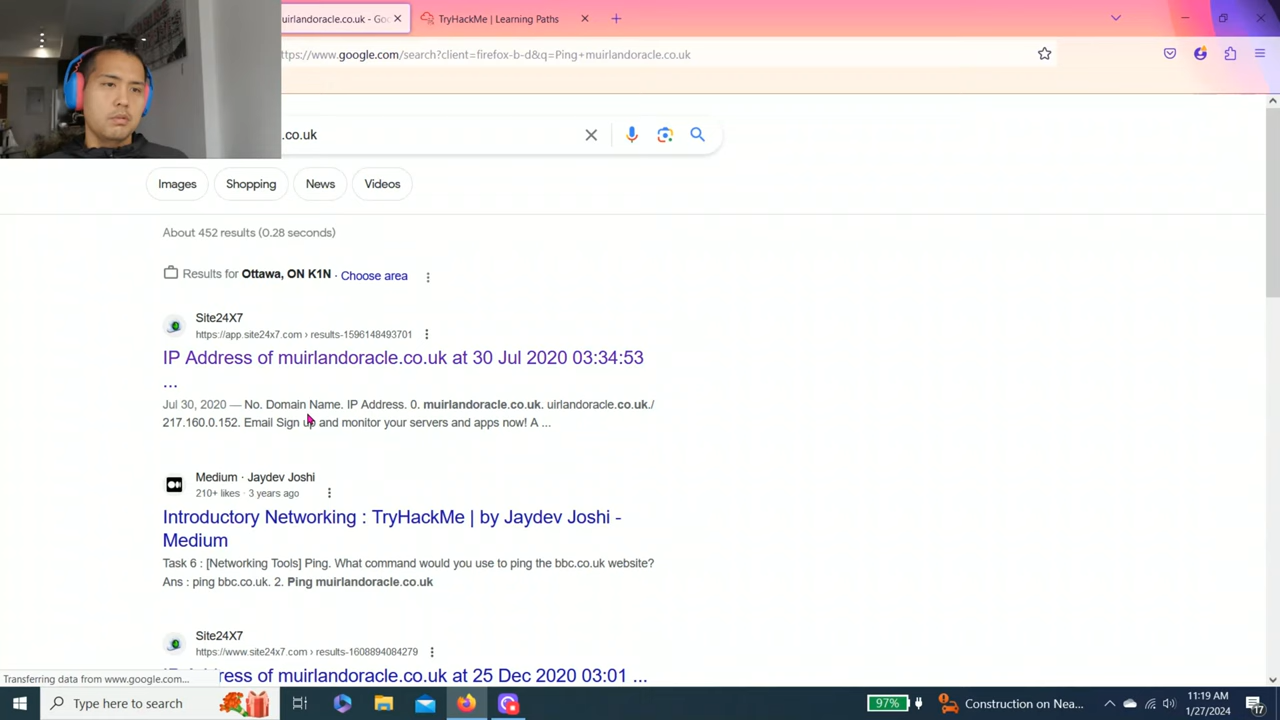 uirlandoracle.co.uk - Goo
TryHackMe | Learning Paths
ttps://www.google.com/search?client=firefox-b-d&q=Ping+muirlandoracle.co.uk
.co.uk
Images
Shopping
News
Videos
About 452 results (0.28 seconds)
Results for Ottawa, ON K1N · Choose area
Site24X7
https://app.site24x7.com › results-1596148493701
IP Address of muirlandoracle.co.uk at 30 Jul 2020 03:34:53
...
Jul 30, 2020 — No. Domain Name. IP Address. 0. muirlandoracle.co.uk. uirlandoracle.co.uk./
217.160.0.152. Email Sign up and monitor your servers and apps now! A ...
Medium · Jaydev Joshi
210+ likes · 3 years ago
Introductory Networking : TryHackMe | by Jaydev Joshi -
Medium
Task 6 : [Networking Tools] Ping. What command would you use to ping the bbc.co.uk website?
Ans : ping bbc.co.uk. 2. Ping muirlandoracle.co.uk
Site24X7
https://www.site24x7.com › results-1608894084279
IP Address of muirlandoracle.co.uk at 25 Dec 2020 03:01 ...
Transferring data from www.google.com...
Type here to search
97%
Construction on Nea...
11:19 AM
1/27/2024
17